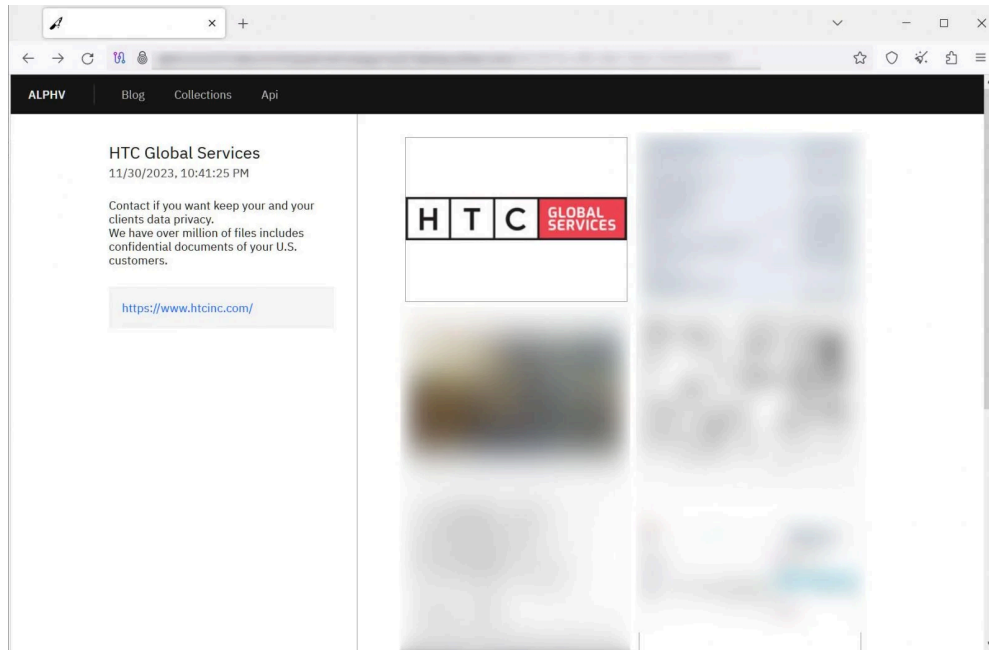 ALPHV Blog Collections Api
HTC Global Services
11/30/2023, 10:41:25 PM
Contact if you want keep your and your
clients data privacy.
We have over million of files includes
confidential documents of your U.S.
customers.
https://www.htcinc.com/
H T C GLOBAL
SERVICES